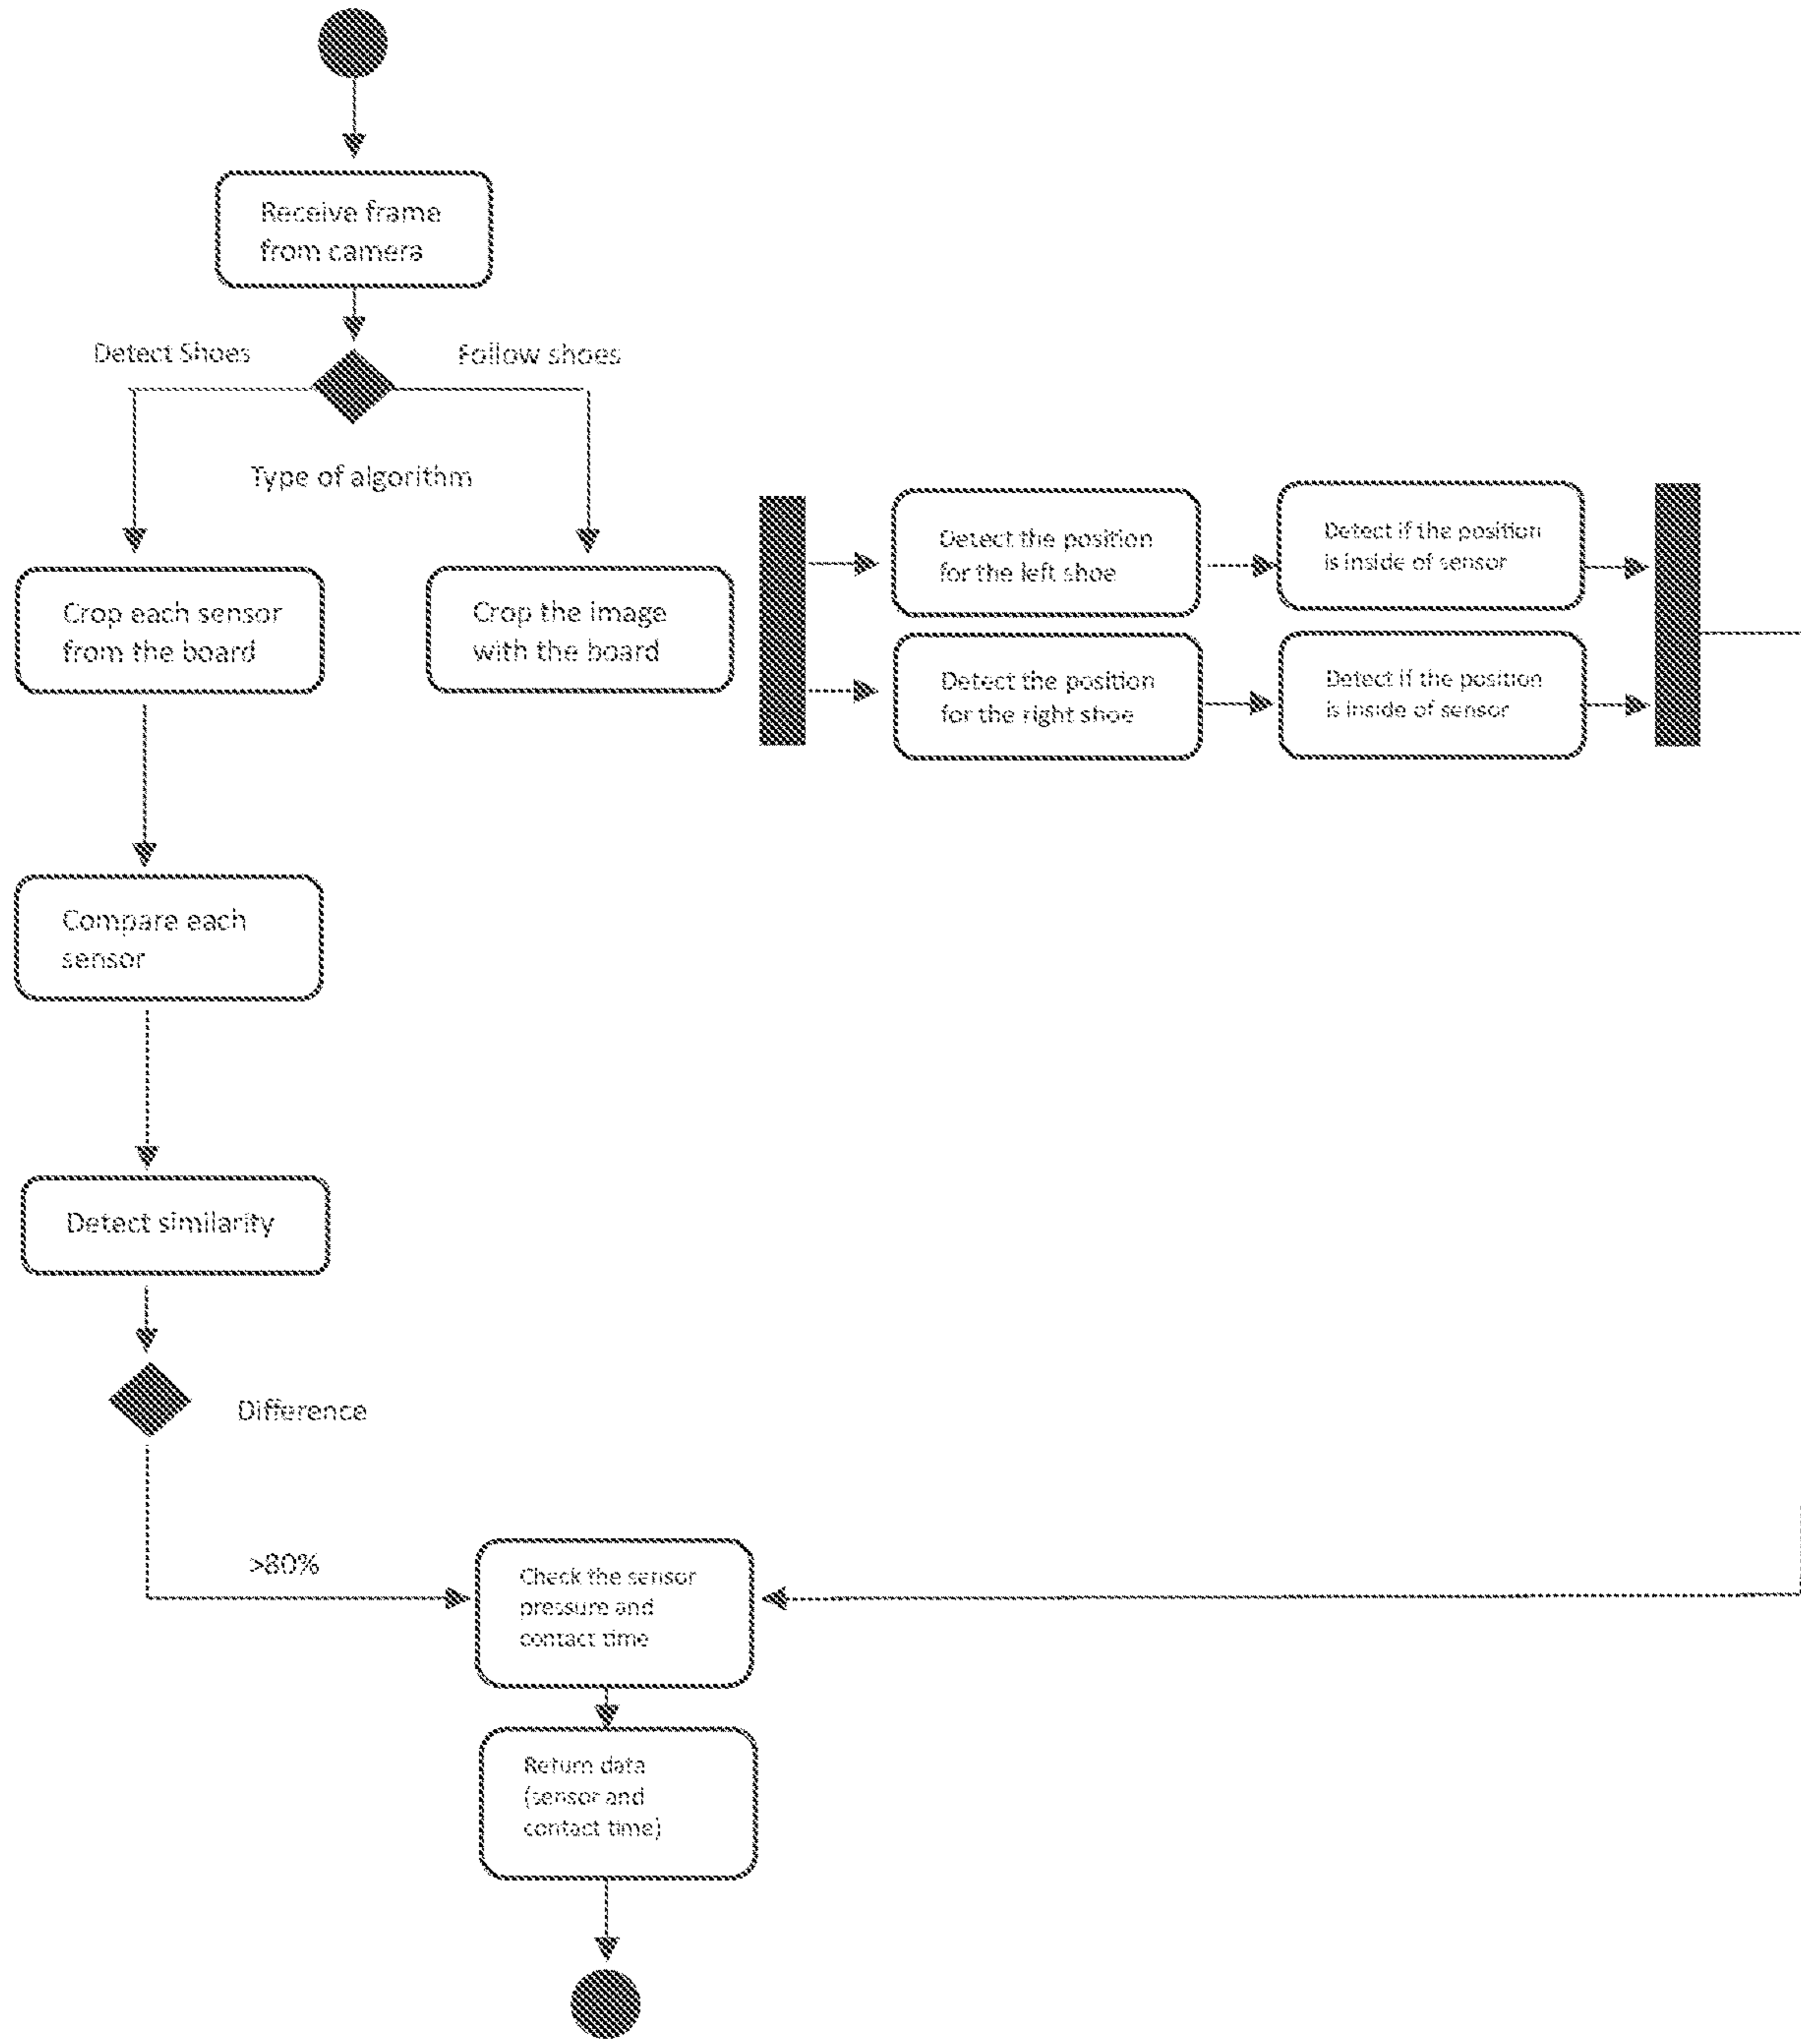 Receive frame
from camera
Detect Shoes
Follow shoes
Type of algorithm
Crop each sensor
from the board
Crop the image
with the board
Detect the position
for the left shoe
Detect if the position
is inside of sensor
Detect the position
for the right shoe
Detect if the position
is inside of sensor
Compare each
sensor
Detect similarity
Difference
>80%
Check the sensor
pressure and
contact time
Return data
(sensor and
contact time)